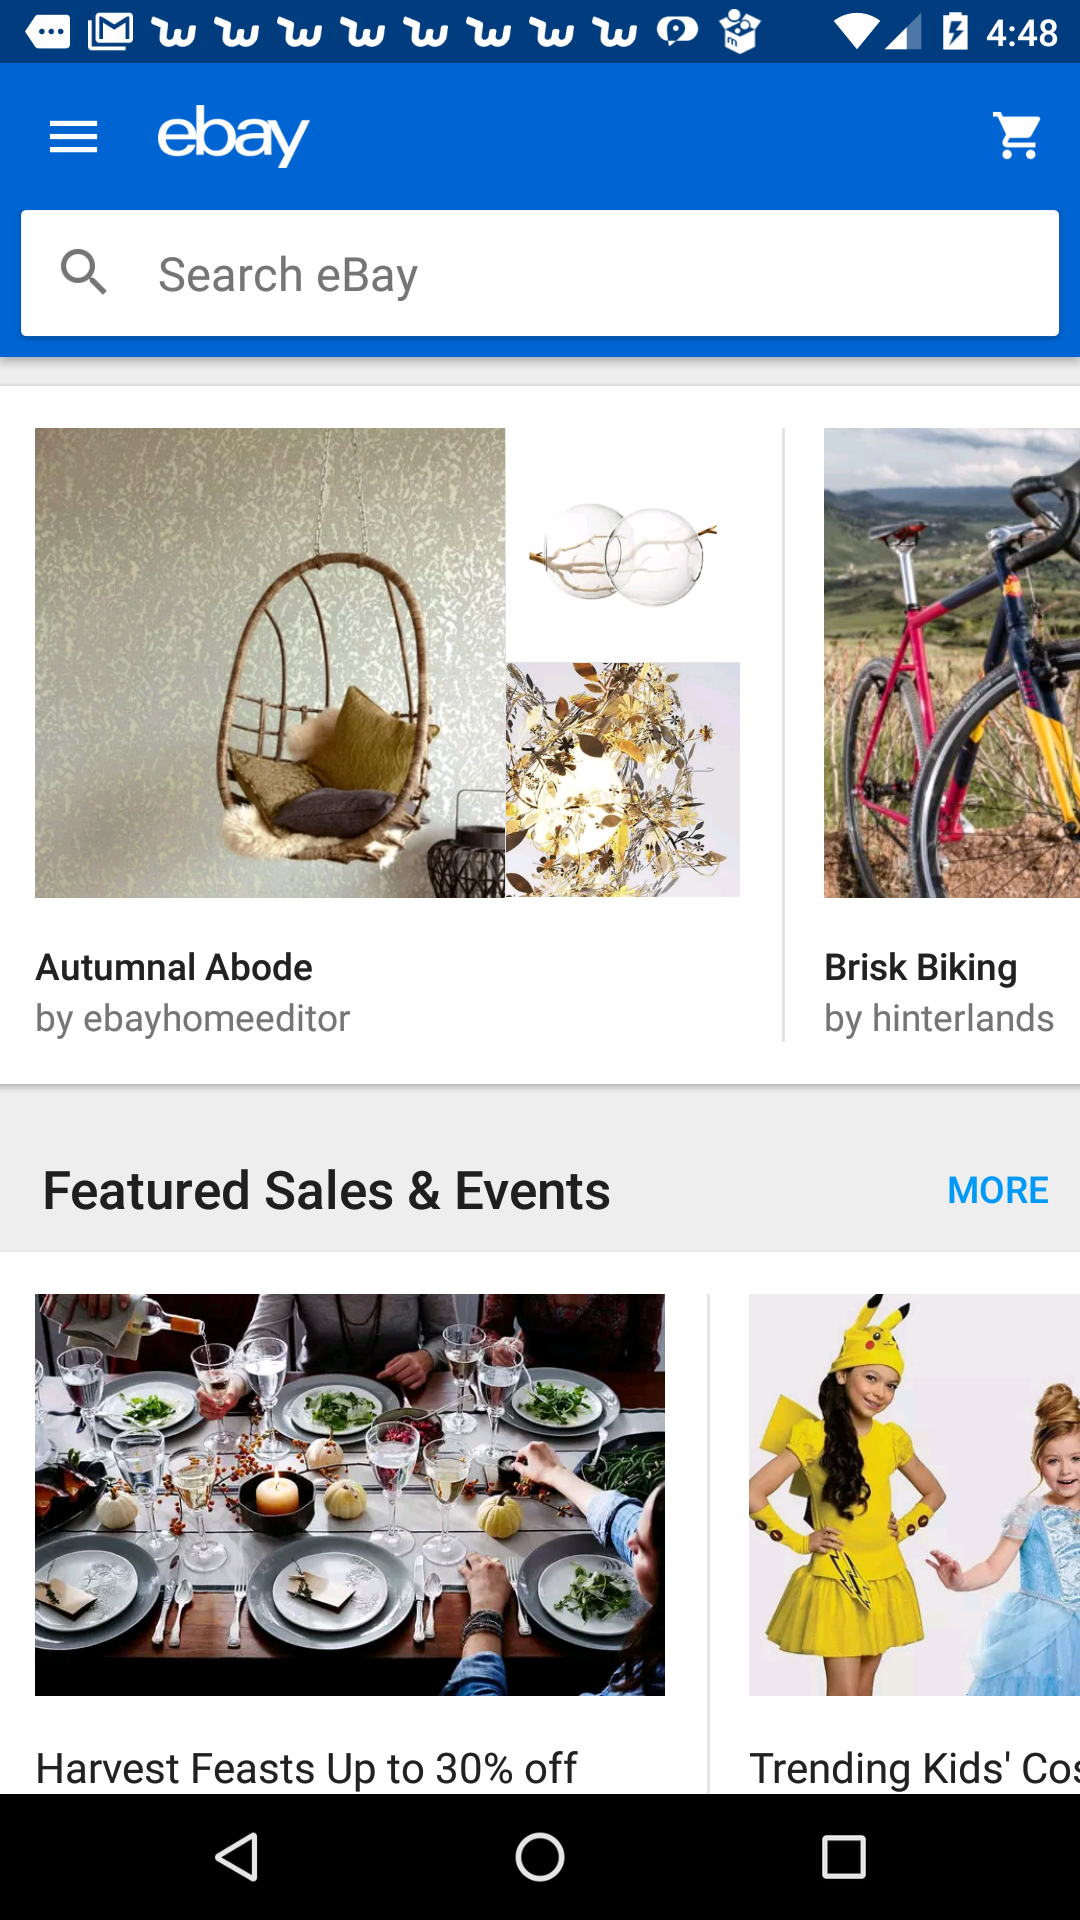 4:48
ebay
Search eBay
Autumnal Abode
by ebayhomeeditor
Brisk Biking
by hinterlands
Featured Sales & Events
MORE
Harvest Feasts Up to 30% off
Trending Kids' Cos